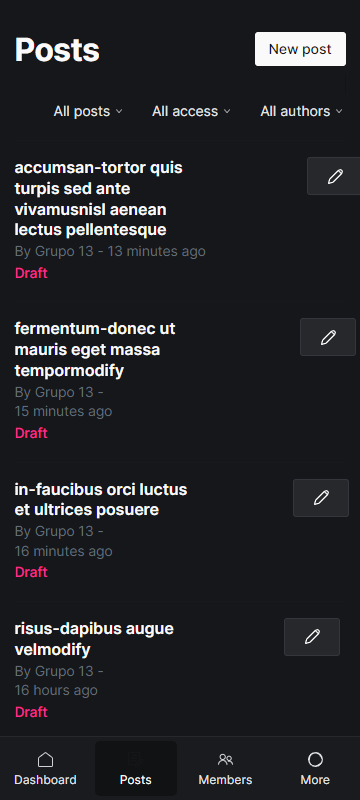 Posts
New post
All posts
All access
All authors
accumsan-tortor quis
turpis sed ante
vivamusnisl aenean
lectus pellentesque
By Grupo 13 - 13 minutes ago
Draft
fermentum-donec ut
mauris eget massa
tempormodify
By Grupo 13 -
15 minutes ago
Draft
in-faucibus orci luctus
et ultrices posuere
By Grupo 13 -
16 minutes ago
Draft
risus-dapibus augue
velmodify
By Grupo 13 -
16 hours ago
Draft
Dashboard
Posts
Members
More